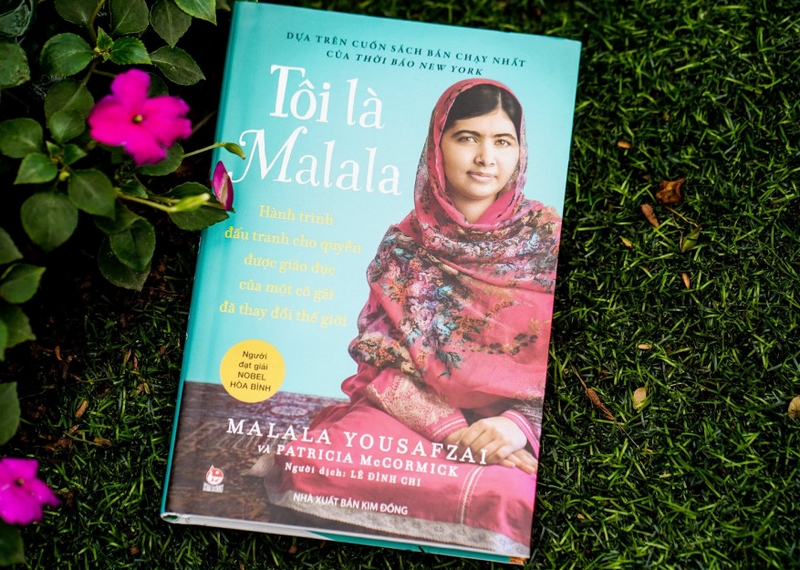 DỰA TRÊN CUỐN SÁCH BÁN CHẠY NHẤT
CỦA THỜI BÁO NEW YORK
Tôi là
Malala
Hành trình
đấu tranh cho quyền
được giáo dục
của một cô gái
đã thay đổi thế giới
Người
đạt giải
NOBEL
HÒA BÌNH
MALALA YOUSAFZAI
VÀ PATRICIA McCORMICK
Người dịch: LÊ ĐÌNH CHI
NHÀ XUẤT BẢN KIM ĐỒNG